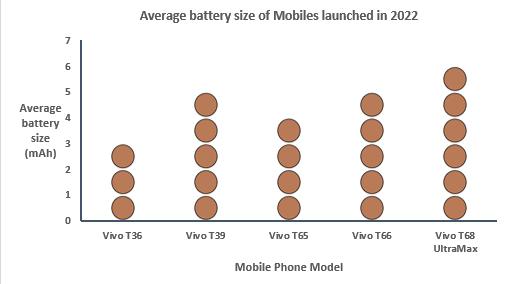 Average battery size of Mobiles launched in 2022
7
6
5
4
3
2
1
0
Average
battery
size
(mAh)
Vivo T36
Vivo T39
Vivo T65
Vivo T66
Vivo T68
UltraMax
Mobile Phone Model